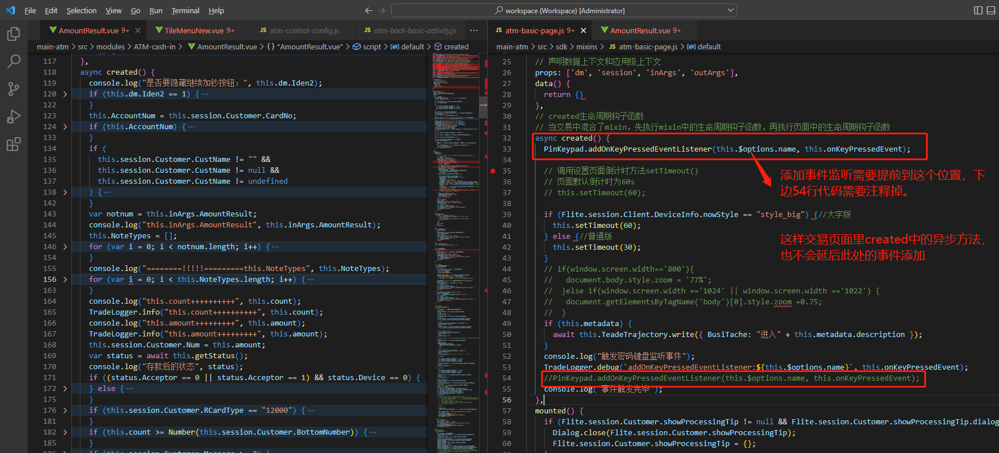 File Edit Selection View Go Run Terminal Help
workspace (Workspace) [Administrator]
AmountResult.vue 9+
TileMenuNew.vue 9+
JS atm-control-config.js
JS atm-back-basic-activity.js
main-atm > src > modules > ATM-cash-in > AmountResult.vue > {} "AmountResult.vue" > script > default > created
117 },
118 async created() {
119 console.log("是否要隐藏继续加钞按钮：", this.dm.Iden2);
120 if (this.dm.Iden2 == 1) {···
122 }
123 this.AccountNum = this.session.Customer.CardNo;
124 if (this.AccountNum) {···
133 }
134 if (
135 this.session.Customer.CustName != "" &&
136 this.session.Customer.CustName != null &&
137 this.session.Customer.CustName != undefined
138 ) {···
142 }
143 var notnum = this.inArgs.AmountResult;
144 console.log("this.inArgs.AmountResult", this.inArgs.AmountResult);
145 this.NoteTypes = [];
146 for (var i = 0; i < notnum.length; i++) {···
154 }
155 console.log("========!!!!!=========this.NoteTypes", this.NoteTypes);
156 for (var i = 0; i < this.NoteTypes.length; i++) {···
163 }
164 console.log("this.count++++++++++", this.count);
165 TradeLogger.info("this.count++++++++++", this.count);
166 console.log("this.amount+++++++++", this.amount);
167 TradeLogger.info("this.amount+++++++++", this.amount);
168 this.session.Customer.Num = this.amount;
169 var status = await this.getStatus();
170 console.log("存款后的状态", status);
171 if ((status.Acceptor == 0 || status.Acceptor == 1) && status.Device == 0) {
172 } else {···
175 }
176 if (this.session.Customer.RCardType == "12000") {···
181 }
182 if (this.count >= Number(this.session.Customer.BottomNumber)) {···
185 }
JS atm-basic-page.js 9+
AmountResult.vue 9+
main-atm > src > sdk > mixins > JS atm-basic-page.js > default
25 // 声明数据上下文和应用级上下文
26 props: ['dm', 'session', 'inArgs', 'outArgs'],
27 data() {
28 return {}
29 },
30 // created生命周期钩子函数
31 // 当交易中混合了mixin，先执行mixin中的生命周期钩子函数，再执行页面中的生命周期钩子函数
32 async created() {
33 PinKeypad.addOnKeyPressedEventListener(this.$options.name, this.onKeyPressedEvent);
34
35 // 调用设置页面倒计时方法setTimeout()
36 // 页面默认倒计时为60s
37 // this.setTimeout(60);
38
39 if (Flite.session.Client.DeviceInfo.nowStyle == "style_big") {//大字版
40 this.setTimeout(60);
41 } else {//普通版
42 this.setTimeout(30);
43 }
44 // if(window.screen.width=='800'){
45 // document.body.style.zoom = '77%';
46 // }else if(window.screen.width =='1024' || window.screen.width =='1022') {
47 // document.getElementsByTagName('body')[0].style.zoom =0.75;
48 // }
49 if (this.metadata) {
50 await this.TeadeTrajectory.write({ BusiTache: "进入" + this.metadata.description });
51 }
52 console.log("触发密码键盘监听事件");
53 TradeLogger.debug(`addOnKeyPressedEventListener:${this.$options.name}`, this.onKeyPressedEvent);
54 //PinKeypad.addOnKeyPressedEventListener(this.$options.name, this.onKeyPressedEvent);
55 console.log("事件触发完毕");
56 },
57 mounted() {
58 if (Flite.session.Customer.showProcessingTip != null && Flite.session.Customer.showProcessingTip.dialog
59 Dialog.close(Flite.session.Customer.showProcessingTip);
60 Flite.session.Customer.showProcessingTip = {};
添加事件监听需要提前到这个位置，下
边54行代码需要注释掉。
这样交易页面里created中的异步方法，
也不会延后此处的事件添加